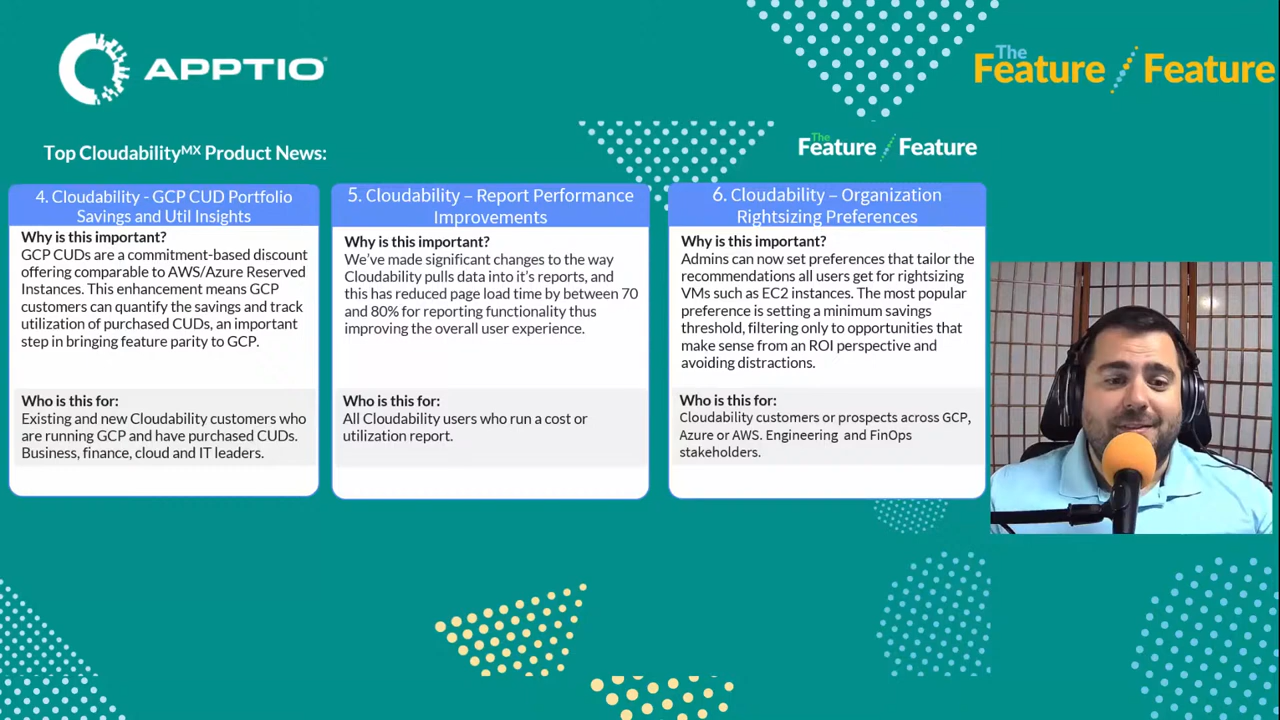 APPTIO
The
Feature / Feature
Top Cloudabilityᴹˣ Product News:
The
Feature / Feature
4. Cloudability - GCP CUD Portfolio
Savings and Util Insights
Why is this important?
GCP CUDs are a commitment-based discount
offering comparable to AWS/Azure Reserved
Instances. This enhancement means GCP
customers can quantify the savings and track
utilization of purchased CUDs, an important
step in bringing feature parity to GCP.
Who is this for:
Existing and new Cloudability customers who
are running GCP and have purchased CUDs.
Business, finance, cloud and IT leaders.
5. Cloudability – Report Performance
Improvements
Why is this important?
We've made significant changes to the way
Cloudability pulls data into it's reports, and
this has reduced page load time by between 70
and 80% for reporting functionality thus
improving the overall user experience.
Who is this for:
All Cloudability users who run a cost or
utilization report.
6. Cloudability – Organization
Rightsizing Preferences
Why is this important?
Admins can now set preferences that tailor the
recommendations all users get for rightsizing
VMs such as EC2 instances. The most popular
preference is setting a minimum savings
threshold, filtering only to opportunities that
make sense from an ROI perspective and
avoiding distractions.
Who is this for:
Cloudability customers or prospects across GCP,
Azure or AWS. Engineering and FinOps
stakeholders.